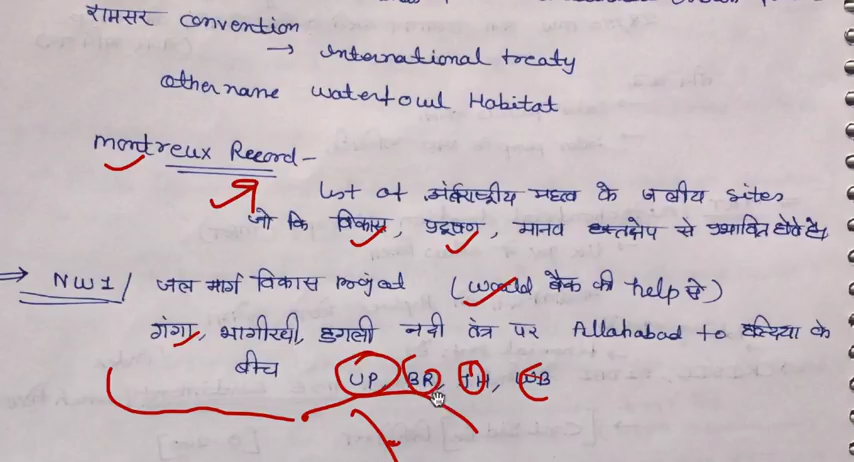 रामसर convention
→ International treaty
Other name waterfowl Habitat
montreux Record -
List of अंर्तराष्ट्रीय महत्व के जलीय sites
जो कि विकास, प्रदूषण, मानव हस्तक्षेप से प्रभावित होते है,
⇒ NW1/ जल मार्ग विकास Project (would बैंक की help से)
गंगा, भागीरथी, हुगली नदी तंत्र पर Allahabad to हल्दिया के
बीच
UP, BR, JH, WB